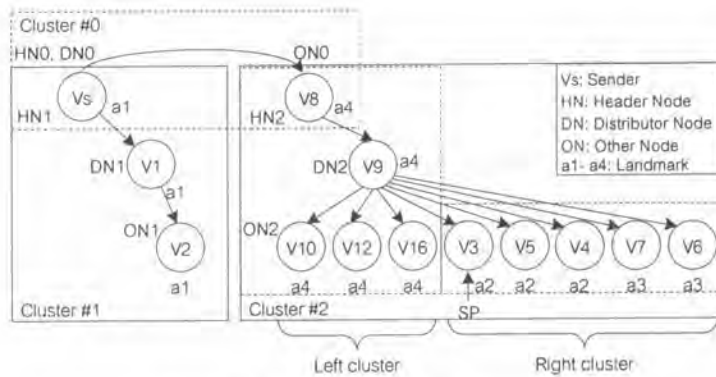 Cluster #0
HN0, DN0
ON0
Vs
a1
HN1
V8
a4
HN2
Vs: Sender
HN: Header Node
DN: Distributor Node
ON: Other Node
a1- a4: Landmark
DN1
V1
a1
DN2
V9
a4
ON1
V2
a1
ON2
V10
V12
V16
V3
V5
V4
V7
V6
a4
a4
a4
a2
a2
a2
a3
a3
Cluster #1
Cluster #2
SP
Left cluster
Right cluster